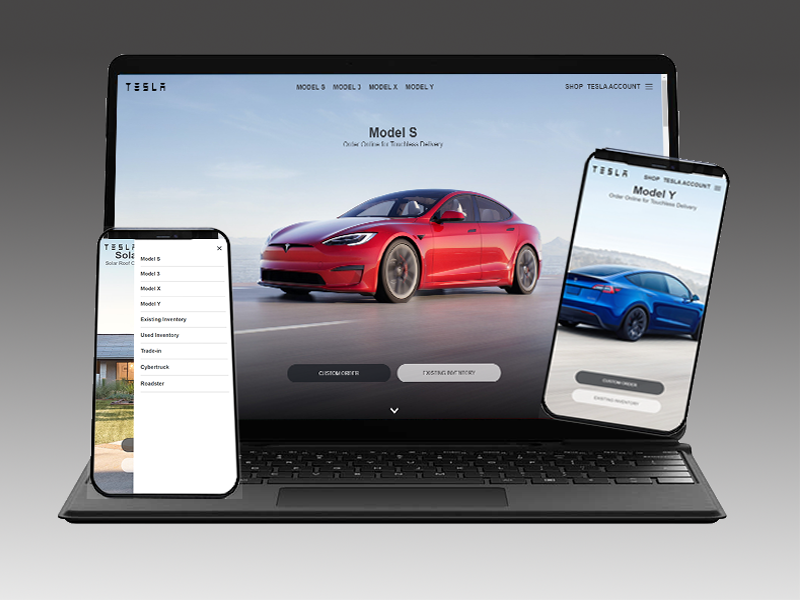 TESLA
MODEL S MODEL 3 MODEL X MODEL Y
SHOP TESLA ACCOUNT
Model S
Order Online for Touchless Delivery
CUSTOM ORDER
EXISTING INVENTORY
TESLA
SHOP TESLA ACCOUNT
Model Y
Order Online for Touchless Delivery
CUSTOM ORDER
EXISTING INVENTORY
TESLA
Sola
Solar Roof C
Model S
Model 3
Model X
Model Y
Existing Inventory
Used Inventory
Trade-in
Cybertruck
Roadster